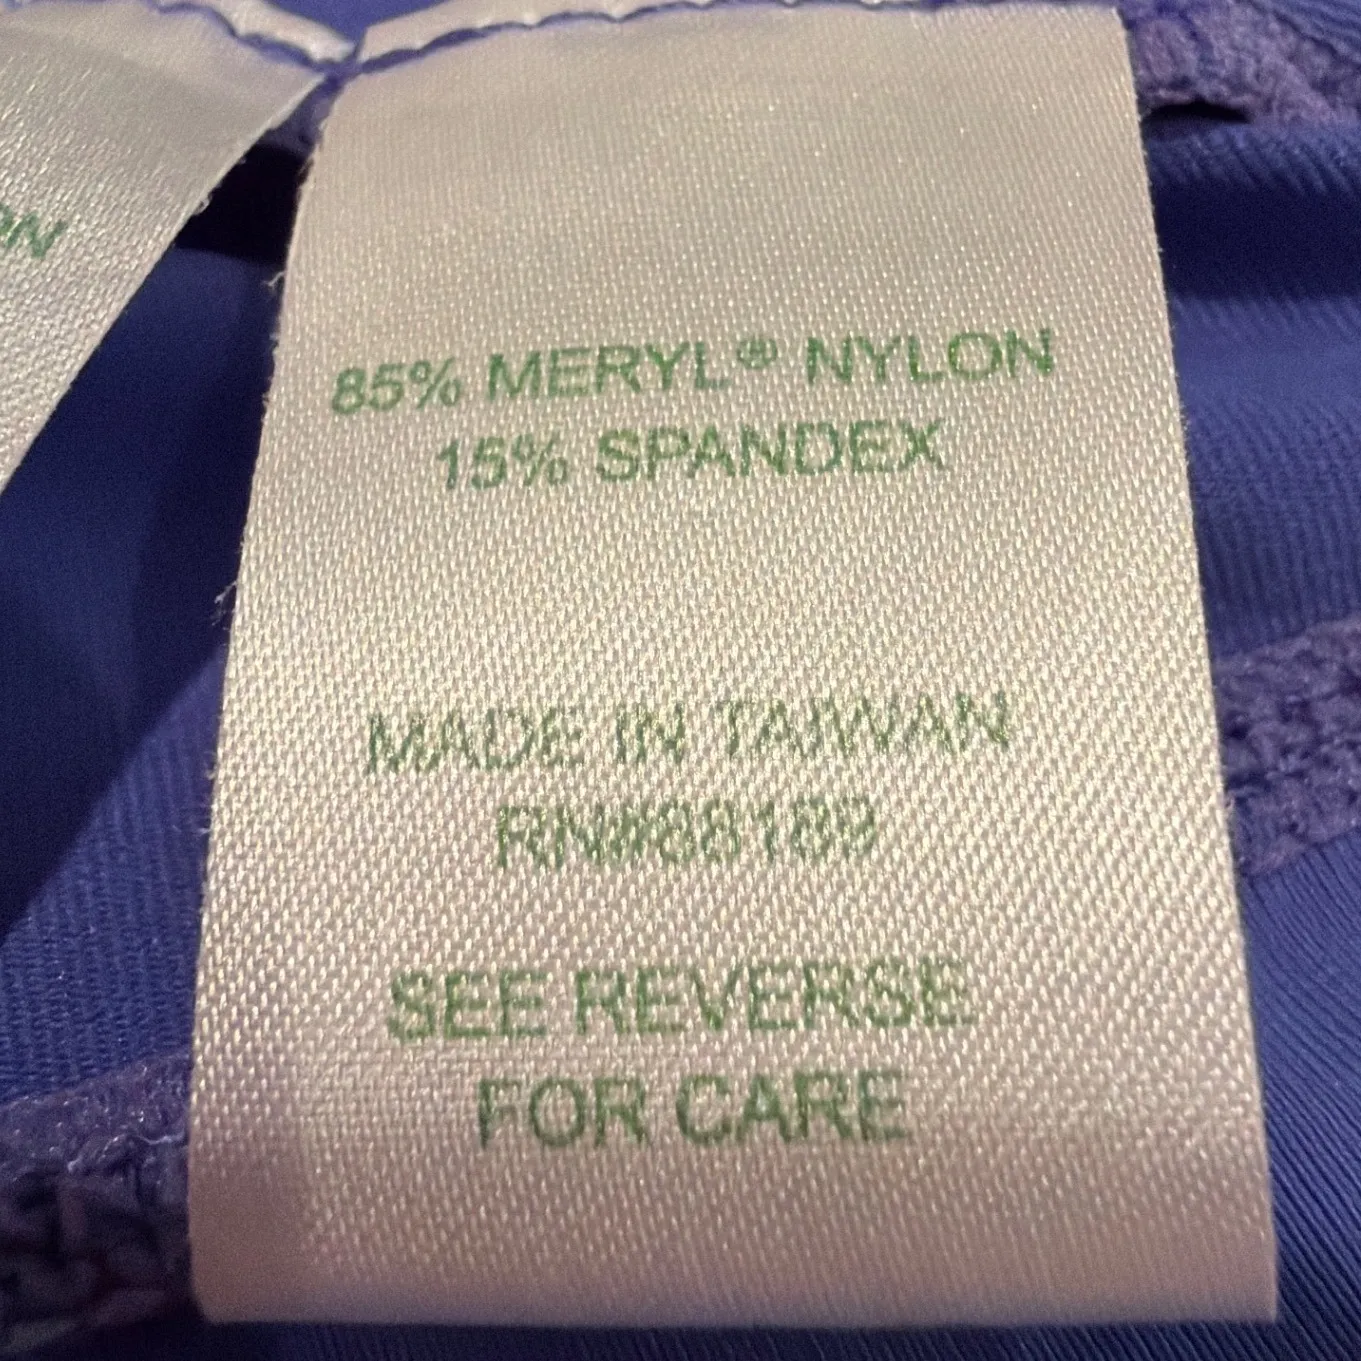 85% MERYL® NYLON
15% SPANDEX
MADE IN TAIWAN
RN#88189
SEE REVERSE
FOR CARE